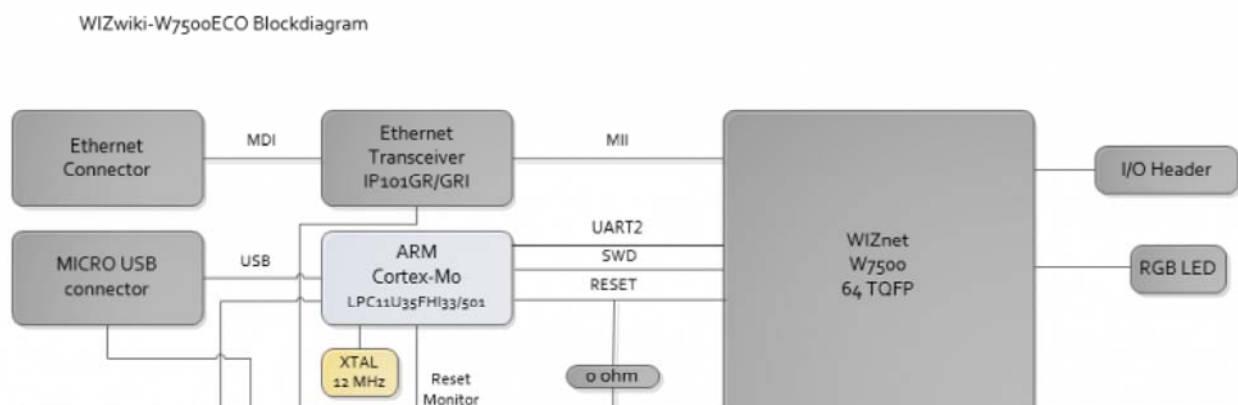 WIZwiki-W7500ECO Blockdiagram
Ethernet
Connector
MDI
Ethernet
Transceiver
IP101GR/GRI
MII
I/O Header
MICRO USB
connector
USB
ARM
Cortex-M0
LPC11U35FHI33/501
UART2
SWD
RESET
WIZnet
W7500
64 TQFP
RGB LED
XTAL
12 MHz
Reset
Monitor
0 ohm